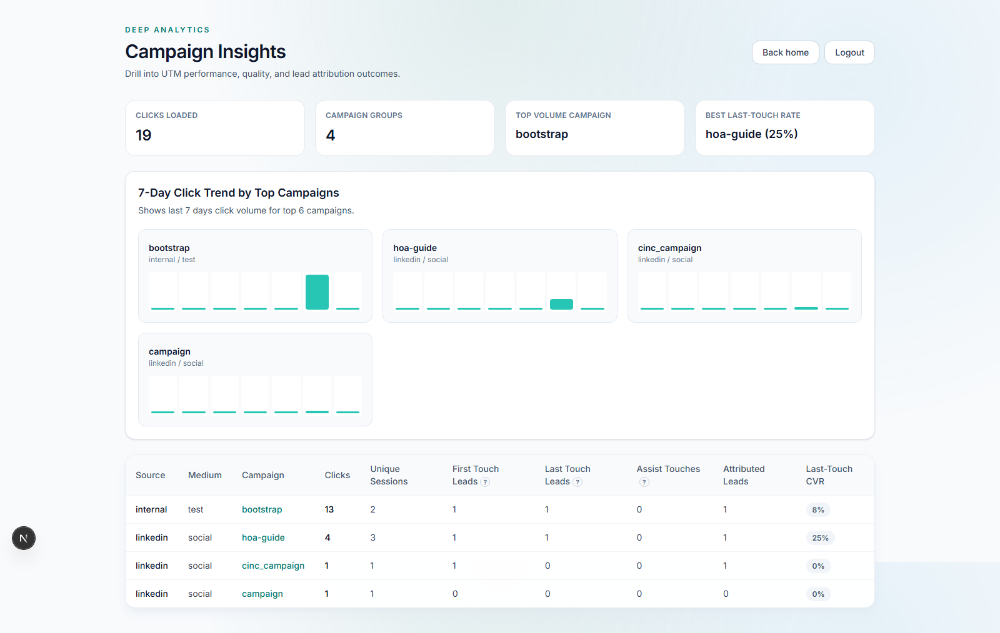 DEEP ANALYTICS
Campaign Insights
Drill into UTM performance, quality, and lead attribution outcomes.
Back home
Logout
CLICKS LOADED
19
CAMPAIGN GROUPS
4
TOP VOLUME CAMPAIGN
bootstrap
BEST LAST-TOUCH RATE
hoa-guide (25%)
7-Day Click Trend by Top Campaigns
Shows last 7 days click volume for top 6 campaigns.
bootstrap
internal / test
hoa-guide
linkedin / social
cinc_campaign
linkedin / social
campaign
linkedin / social
Source Medium Campaign Clicks Unique Sessions First Touch Leads ? Last Touch Leads ? Assist Touches ? Attributed Leads Last-Touch CVR
internal test bootstrap 13 2 1 1 0 1 8%
linkedin social hoa-guide 4 3 1 1 0 1 25%
linkedin social cinc_campaign 1 1 1 0 0 1 0%
linkedin social campaign 1 1 0 0 0 0 0%
N